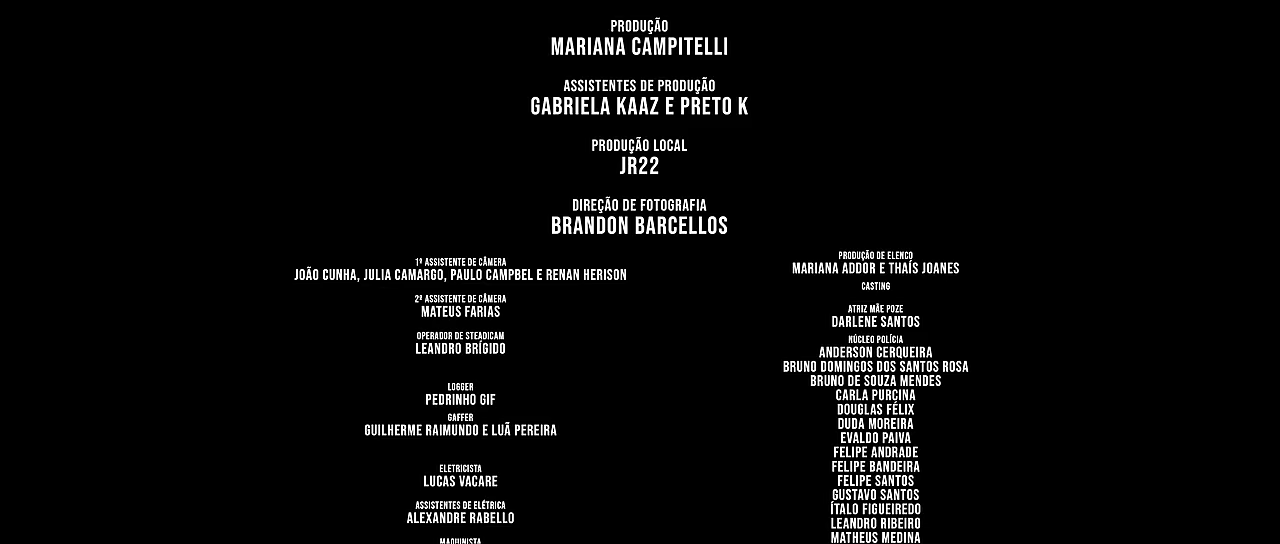 PRODUÇÃO
MARIANA CAMPITELLI
ASSISTENTES DE PRODUÇÃO
GABRIELA KAAZ E PRETO K
PRODUÇÃO LOCAL
JR22
DIREÇÃO DE FOTOGRAFIA
BRANDON BARCELLOS
1º ASSISTENTE DE CÂMERA
JOÃO CUNHA, JULIA CAMARGO, PAULO CAMPBEL E RENAN HERISON
2º ASSISTENTE DE CÂMERA
MATEUS FARIAS
OPERADOR DE STEADICAM
LEANDRO BRÍGIDO
LOGGER
PEDRINHO GIF
GAFFER
GUILHERME RAIMUNDO E LUÃ PEREIRA
ELETRICISTA
LUCAS VACARE
ASSISTENTES DE ELÉTRICA
ALEXANDRE RABELLO
MAQUINISTA
PRODUÇÃO DE ELENCO
MARIANA ADDOR E THAÍS JOANES
CASTING
ATRIZ MÃE POZE
DARLENE SANTOS
NÚCLEO POLÍCIA
ANDERSON CERQUEIRA
BRUNO DOMINGOS DOS SANTOS ROSA
BRUNO DE SOUZA MENDES
CARLA PURCINA
DOUGLAS FÉLIX
DUDA MOREIRA
EVALDO PAIVA
FELIPE ANDRADE
FELIPE BANDEIRA
FELIPE SANTOS
GUSTAVO SANTOS
ÍTALO FIGUEIREDO
LEANDRO RIBEIRO
MATHEUS MEDINA